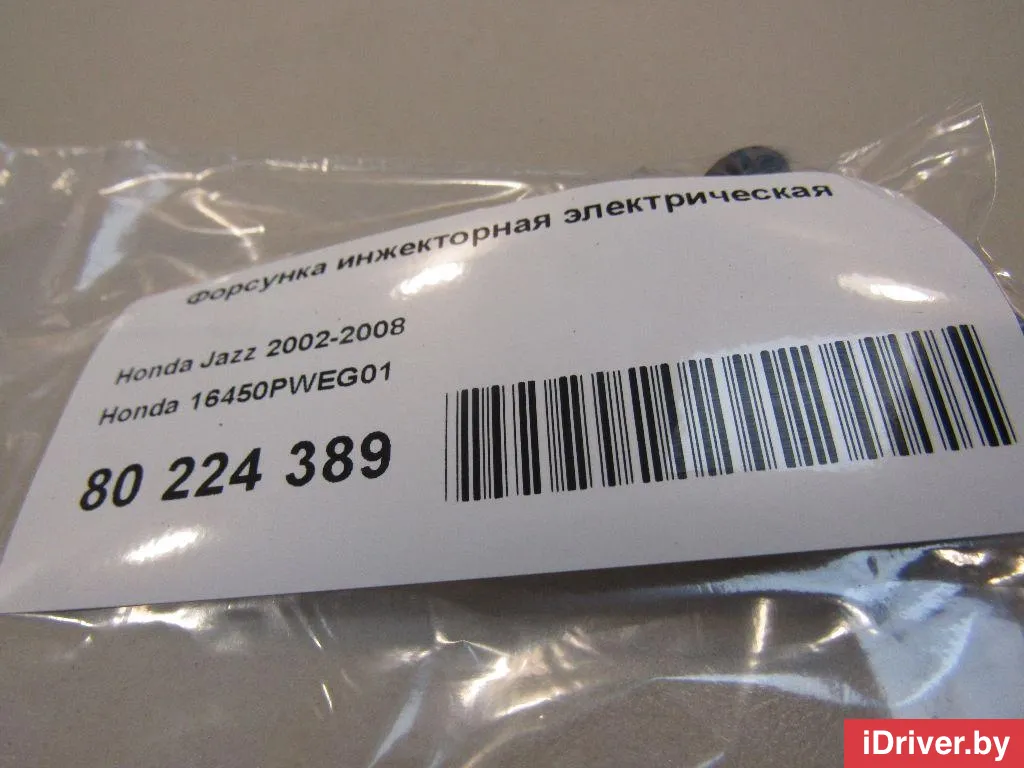 Форсунка инжекторная электрическая
Honda Jazz 2002-2008
Honda 16450PWEG01
80 224 389
iDriver.by